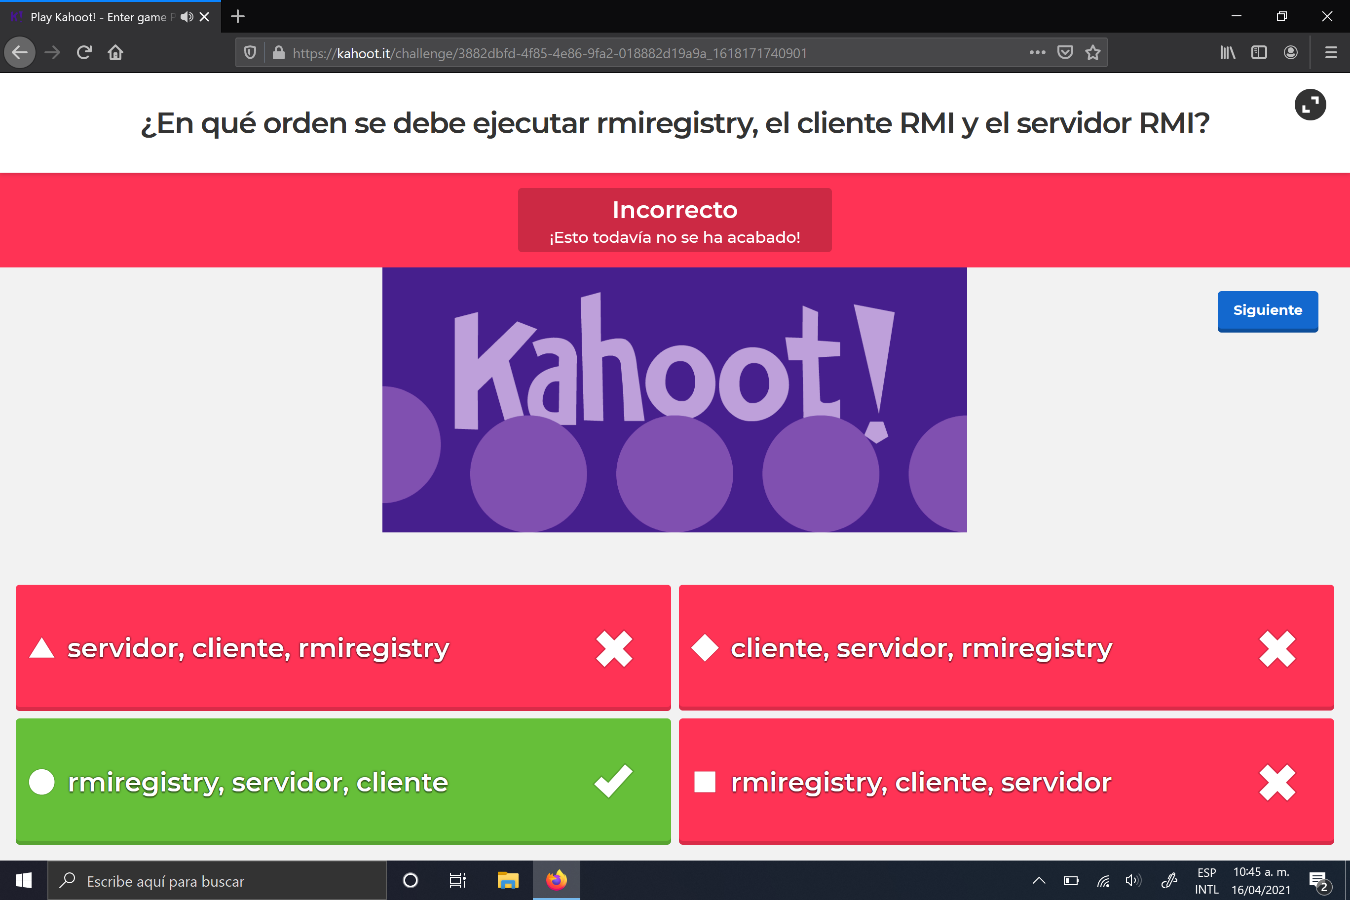 Play Kahoot! - Enter game P
https://kahoot.it/challenge/3882dbfd-4f85-4e86-9fa2-018882d19a9a_1618171740901
¿En qué orden se debe ejecutar rmiregistry, el cliente RMI y el servidor RMI?
Incorrecto
¡Esto todavía no se ha acabado!
Kahoot!
Siguiente
servidor, cliente, rmiregistry
cliente, servidor, rmiregistry
rmiregistry, servidor, cliente
rmiregistry, cliente, servidor
Escribe aquí para buscar
ESP
INTL
10:45 a. m.
16/04/2021
2